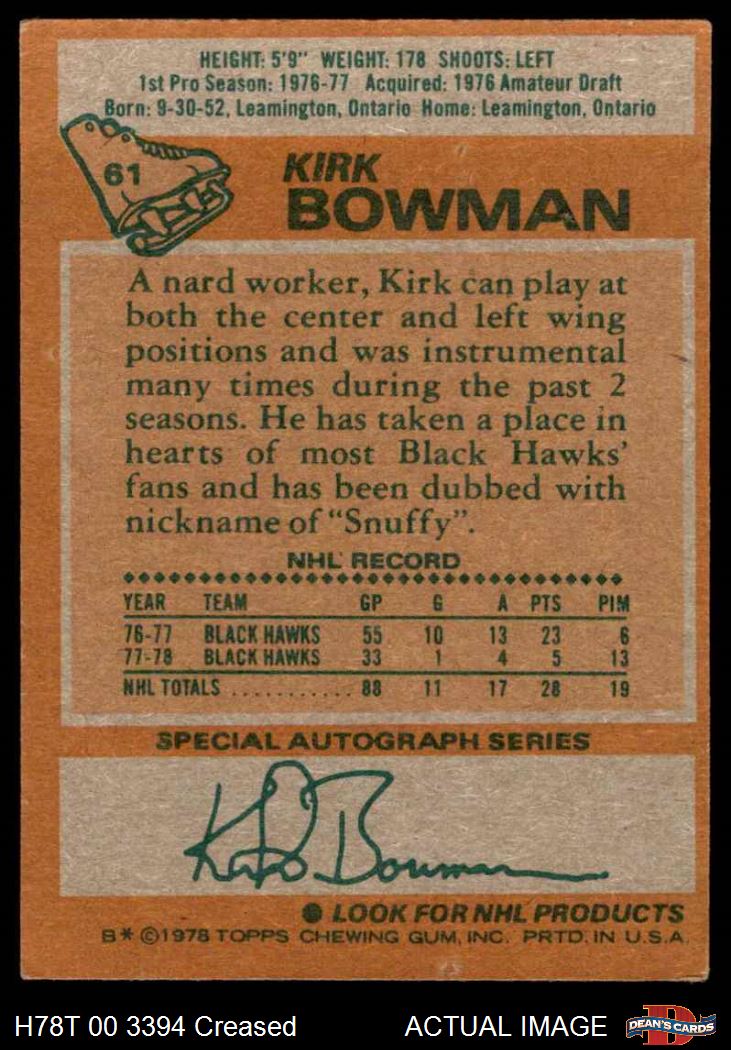 HEIGHT: 5'9" WEIGHT: 178 SHOOTS: LEFT
1st Pro Season: 1976-77 Acquired: 1976 Amateur Draft
Born: 9-30-52, Leamington, Ontario Home: Leamington, Ontario
61
KIRK
BOWMAN
A nard worker, Kirk can play at
both the center and left wing
positions and was instrumental
many times during the past 2
seasons. He has taken a place in
hearts of most Black Hawks'
fans and has been dubbed with
nickname of "Snuffy".
NHL RECORD
YEAR TEAM GP G A PTS PIM
76-77 BLACK HAWKS 55 10 13 23 6
77-78 BLACK HAWKS 33 1 4 5 13
NHL TOTALS ........... 88 11 17 28 19
SPECIAL AUTOGRAPH SERIES
Kirk Bowman
● LOOK FOR NHL PRODUCTS
B* ©1978 TOPPS CHEWING GUM, INC. PRTD. IN U.S.A.
H78T 00 3394 Creased ACTUAL IMAGE
D
DEAN'S CARDS